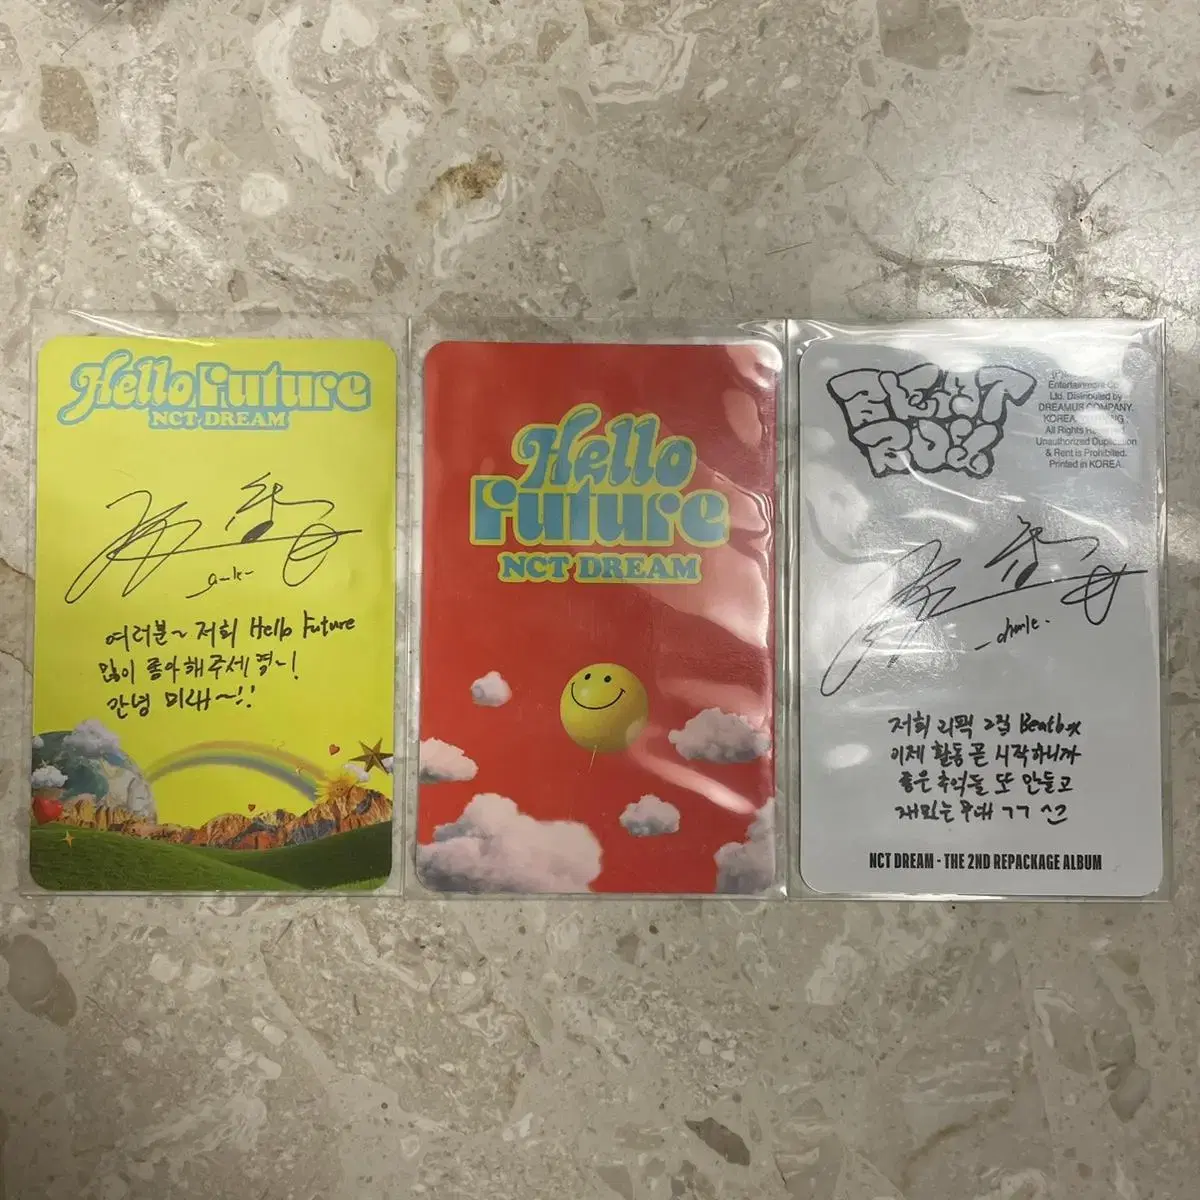 Hello Future
NCT DREAM
여러분~ 저희 Hello Future
많이 좋아해주세열~!
안녕 미래~!!
Hello
Future
NCT DREAM
BEAT
BOX
Entertainment Co.,
Ltd. Distributed by
DREAMUS COMPANY.
KOREA.
All Rights
Unauthorized Duplication
& Rent is Prohibited.
Printed in KOREA.
저희 리팩 2집 Beatbox
이제 활동 곧 시작하니까
좋은 추억들 또 만들고
재밌는 무대 ㄱㄱ ^^
NCT DREAM - THE 2ND REPACKAGE ALBUM